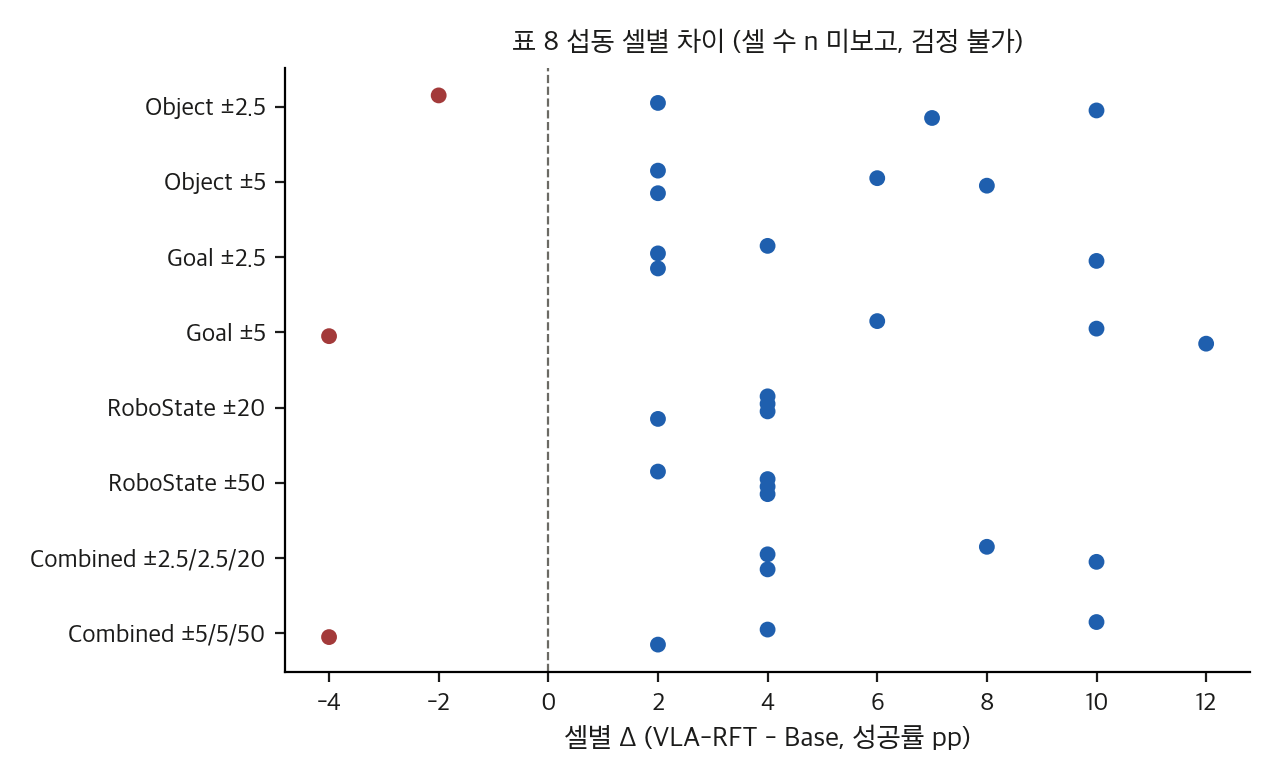 표 8 섭동 셀별 차이 (셀 수 n 미보고, 검정 불가)
Object ±2.5
Object ±5
Goal ±2.5
Goal ±5
RoboState ±20
RoboState ±50
Combined ±2.5/2.5/20
Combined ±5/5/50
-4 -2 0 2 4 6 8 10 12
셀별 Δ (VLA-RFT - Base, 성공률 pp)